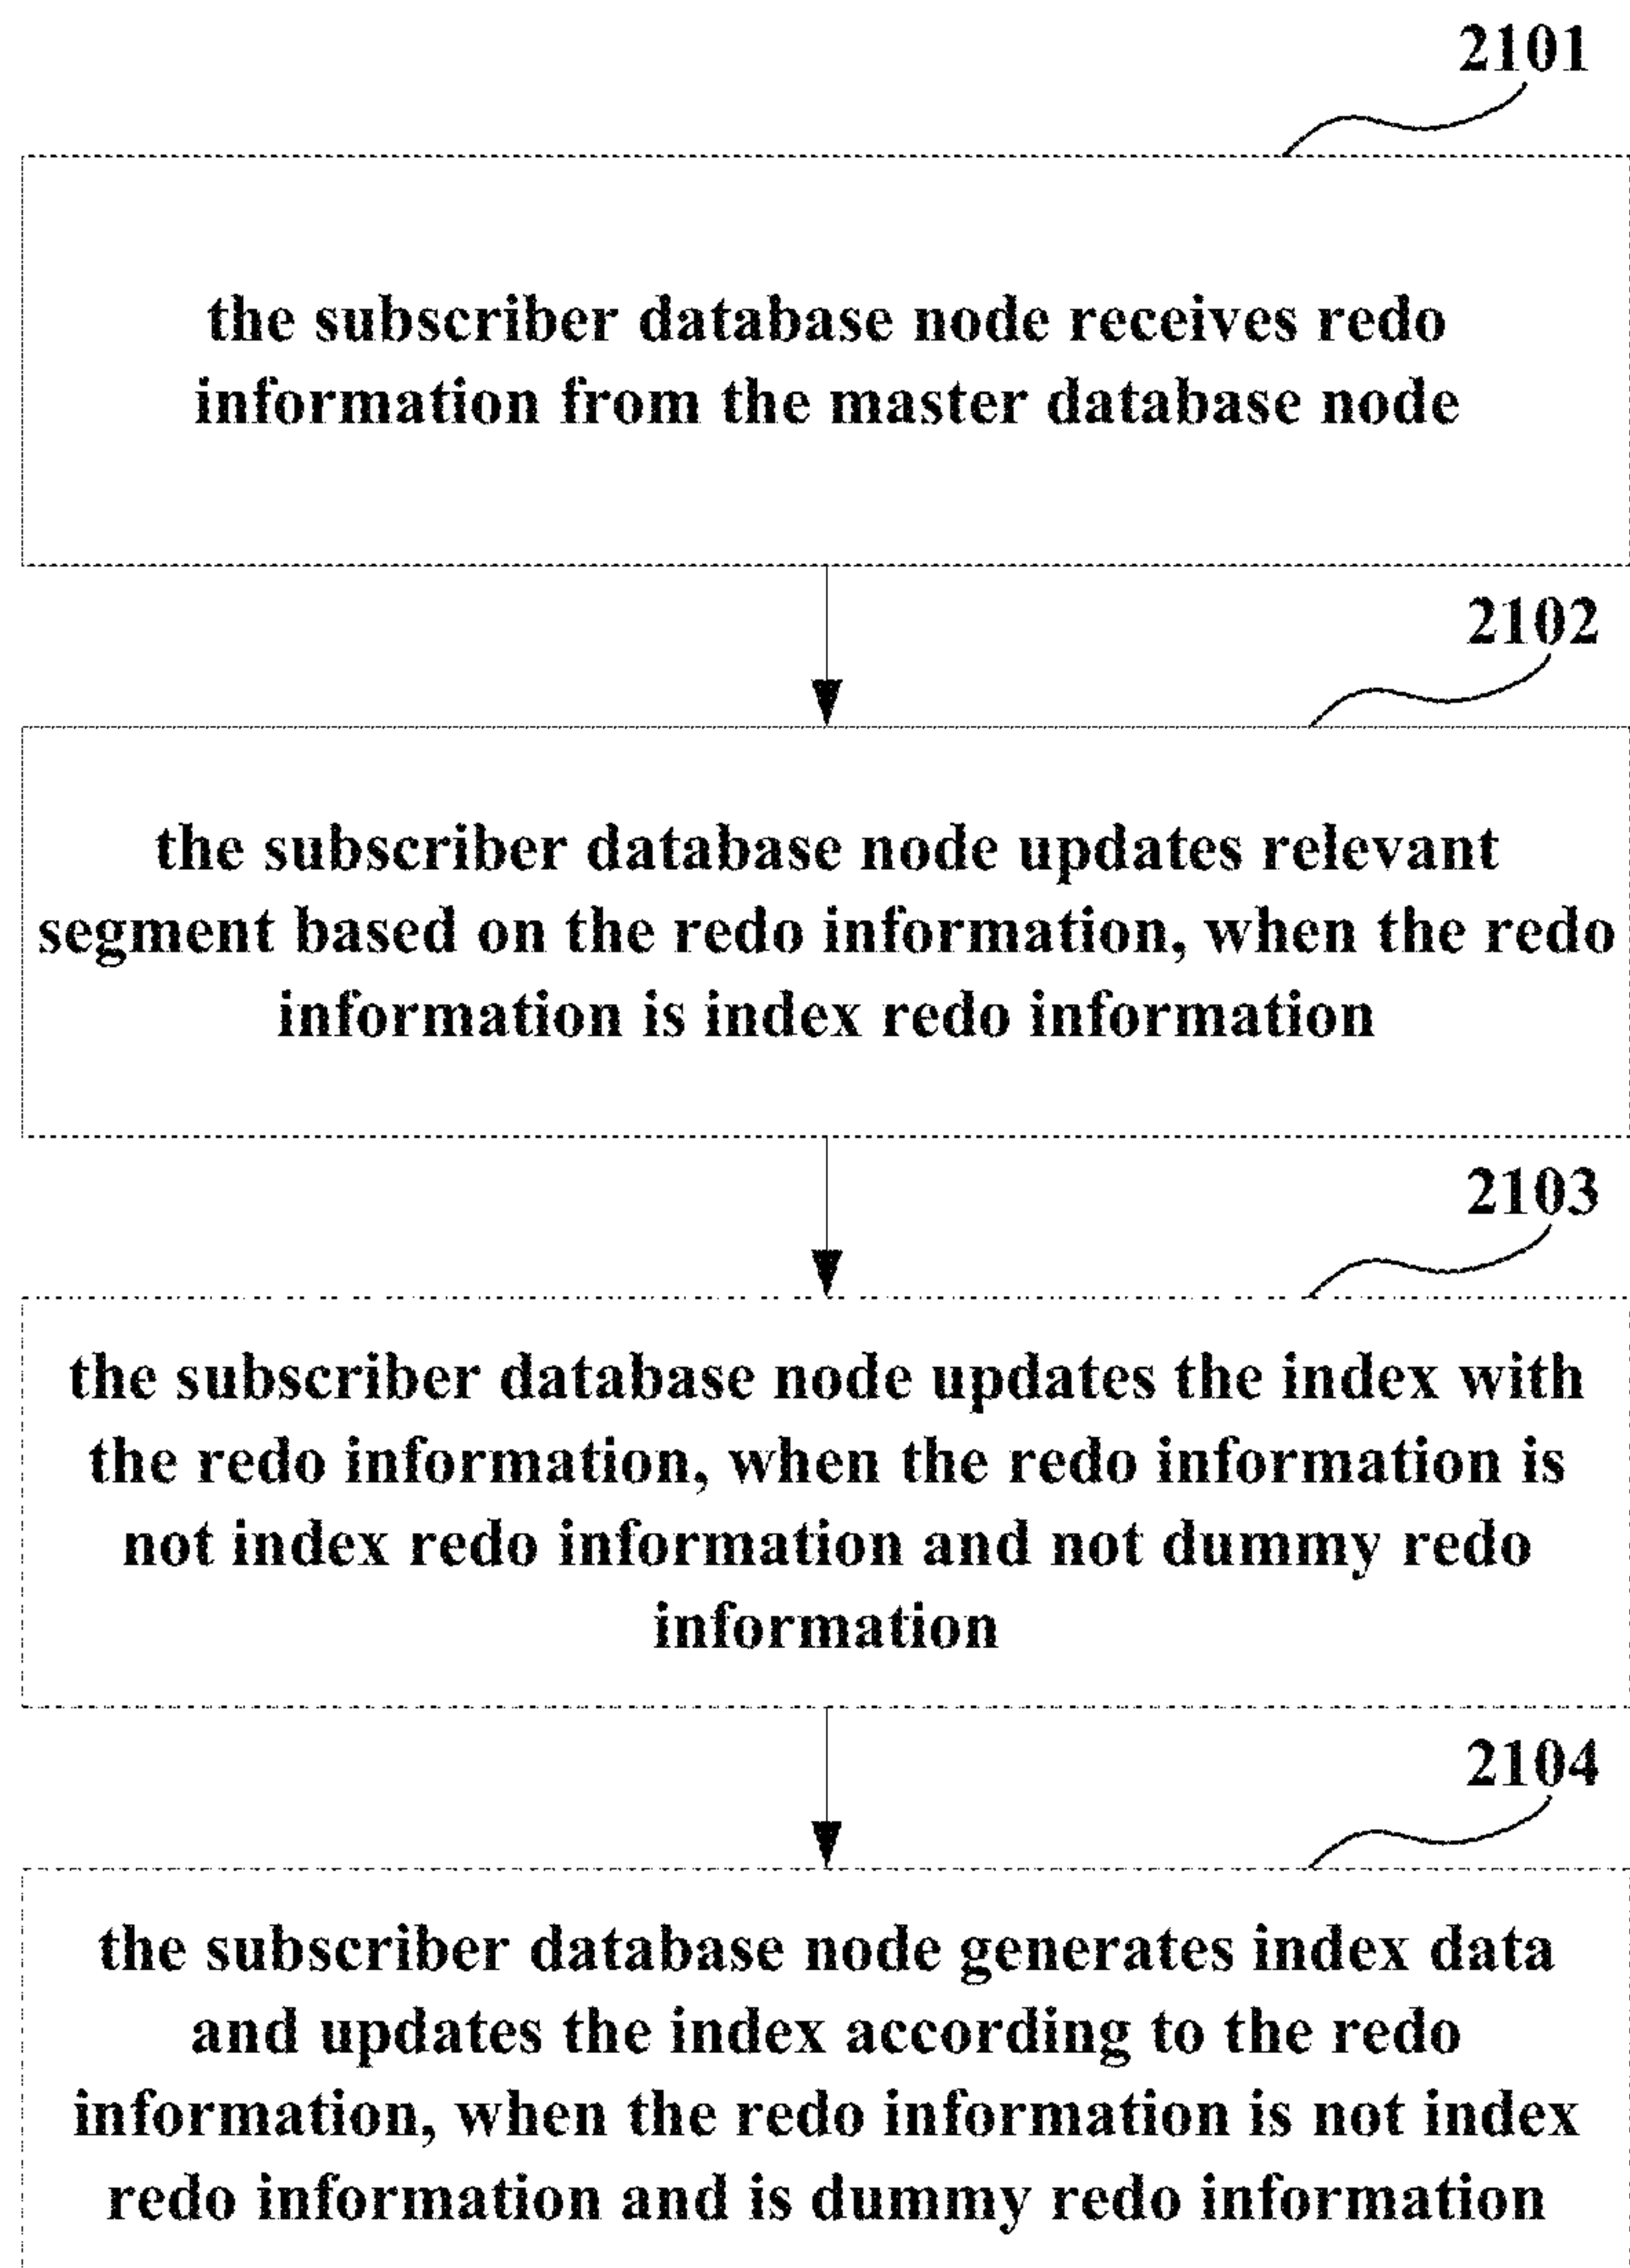 2101
the subscriber database node receives redo
information from the master database node
2102
the subscriber database node updates relevant
segment based on the redo information, when the redo
information is index redo information
2103
the subscriber database node updates the index with
the redo information, when the redo information is
not index redo information and not dummy redo
information
2104
the subscriber database node generates index data
and updates the index according to the redo
information, when the redo information is not index
redo information and is dummy redo information